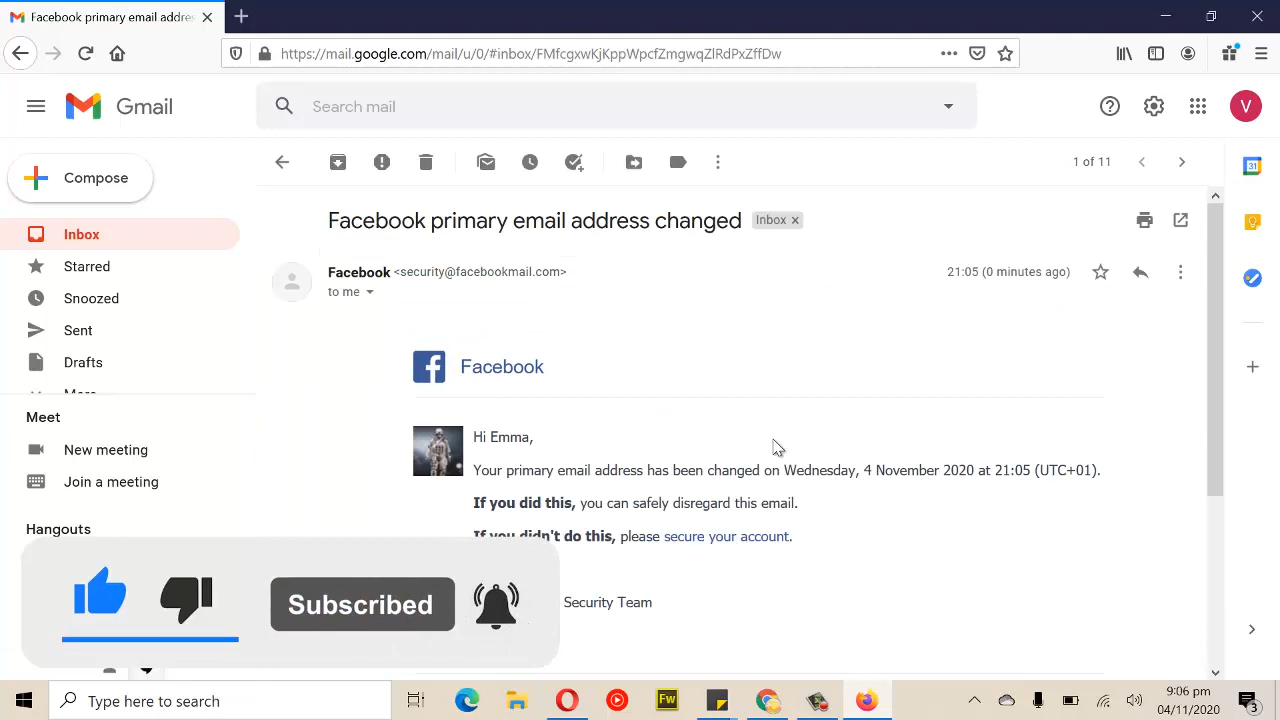 Facebook primary email addres
https://mail.google.com/mail/u/0/#inbox/FMfcgxwKjKppWpcfZmgwqZlRdPxZffDw
Gmail
Search mail
V
Compose
1 of 11
Inbox
Starred
Snoozed
Sent
Drafts
More
Meet
New meeting
Join a meeting
Hangouts
Facebook primary email address changed
Inbox x
Facebook <security@facebookmail.com>
21:05 (0 minutes ago)
to me
31
Facebook
Hi Emma,
Your primary email address has been changed on Wednesday, 4 November 2020 at 21:05 (UTC+01).
If you did this, you can safely disregard this email.
If you didn't do this, please secure your account.
Security Team
Subscribed
Type here to search
Fw
9:06 pm
04/11/2020
3